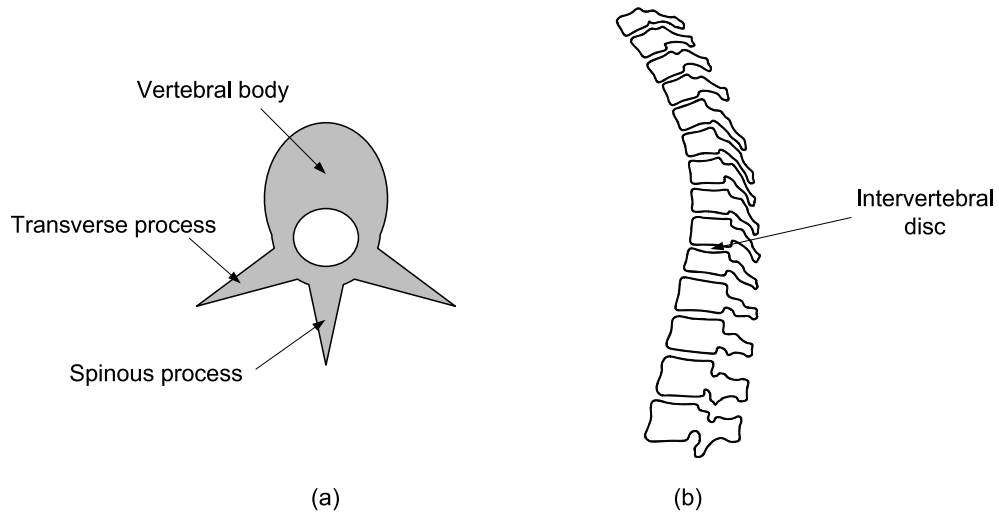 Vertebral body
Transverse process
Spinous process
(a)
Intervertebral
disc
(b)